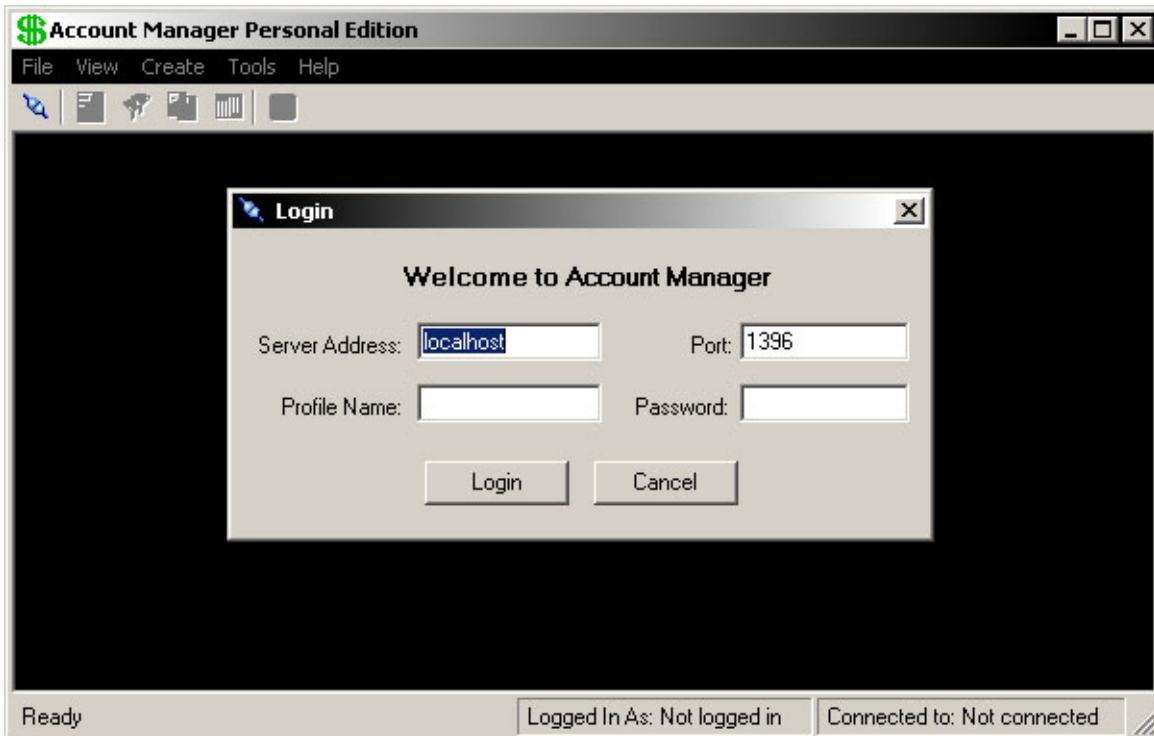 Account Manager Personal Edition
File View Create Tools Help
Login
Welcome to Account Manager
Server Address: localhost Port: 1396
Profile Name: Password:
Login Cancel
Ready Logged In As: Not logged in Connected to: Not connected